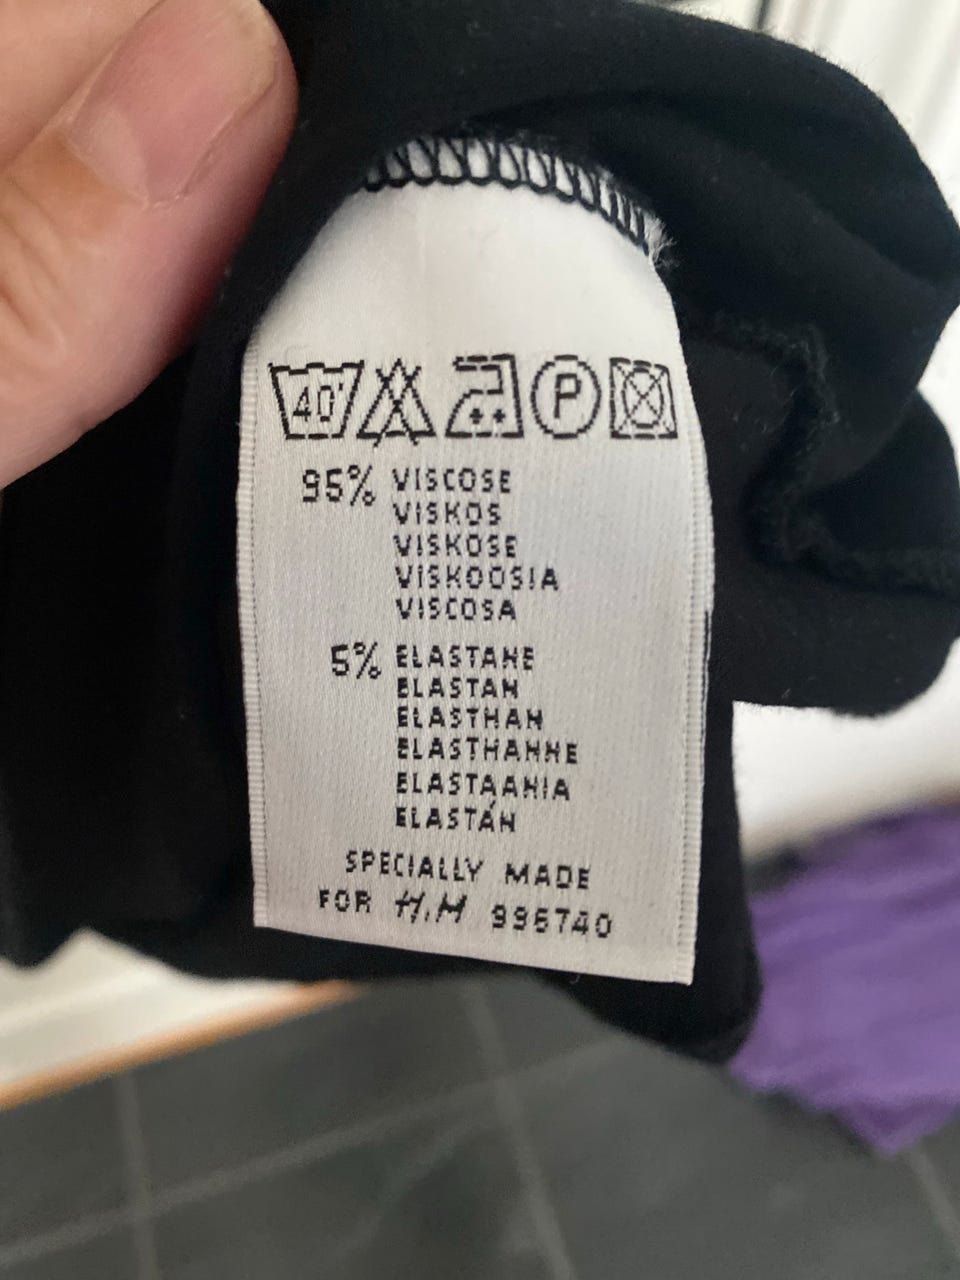 40° P
95% VISCOSE
VISKOS
VISKOSE
VISKOOSIA
VISCOSA
5% ELASTANE
ELASTAN
ELASTHAN
ELASTHANNE
ELASTAANIA
ELASTÁN
SPECIALLY MADE
FOR H.M 996740